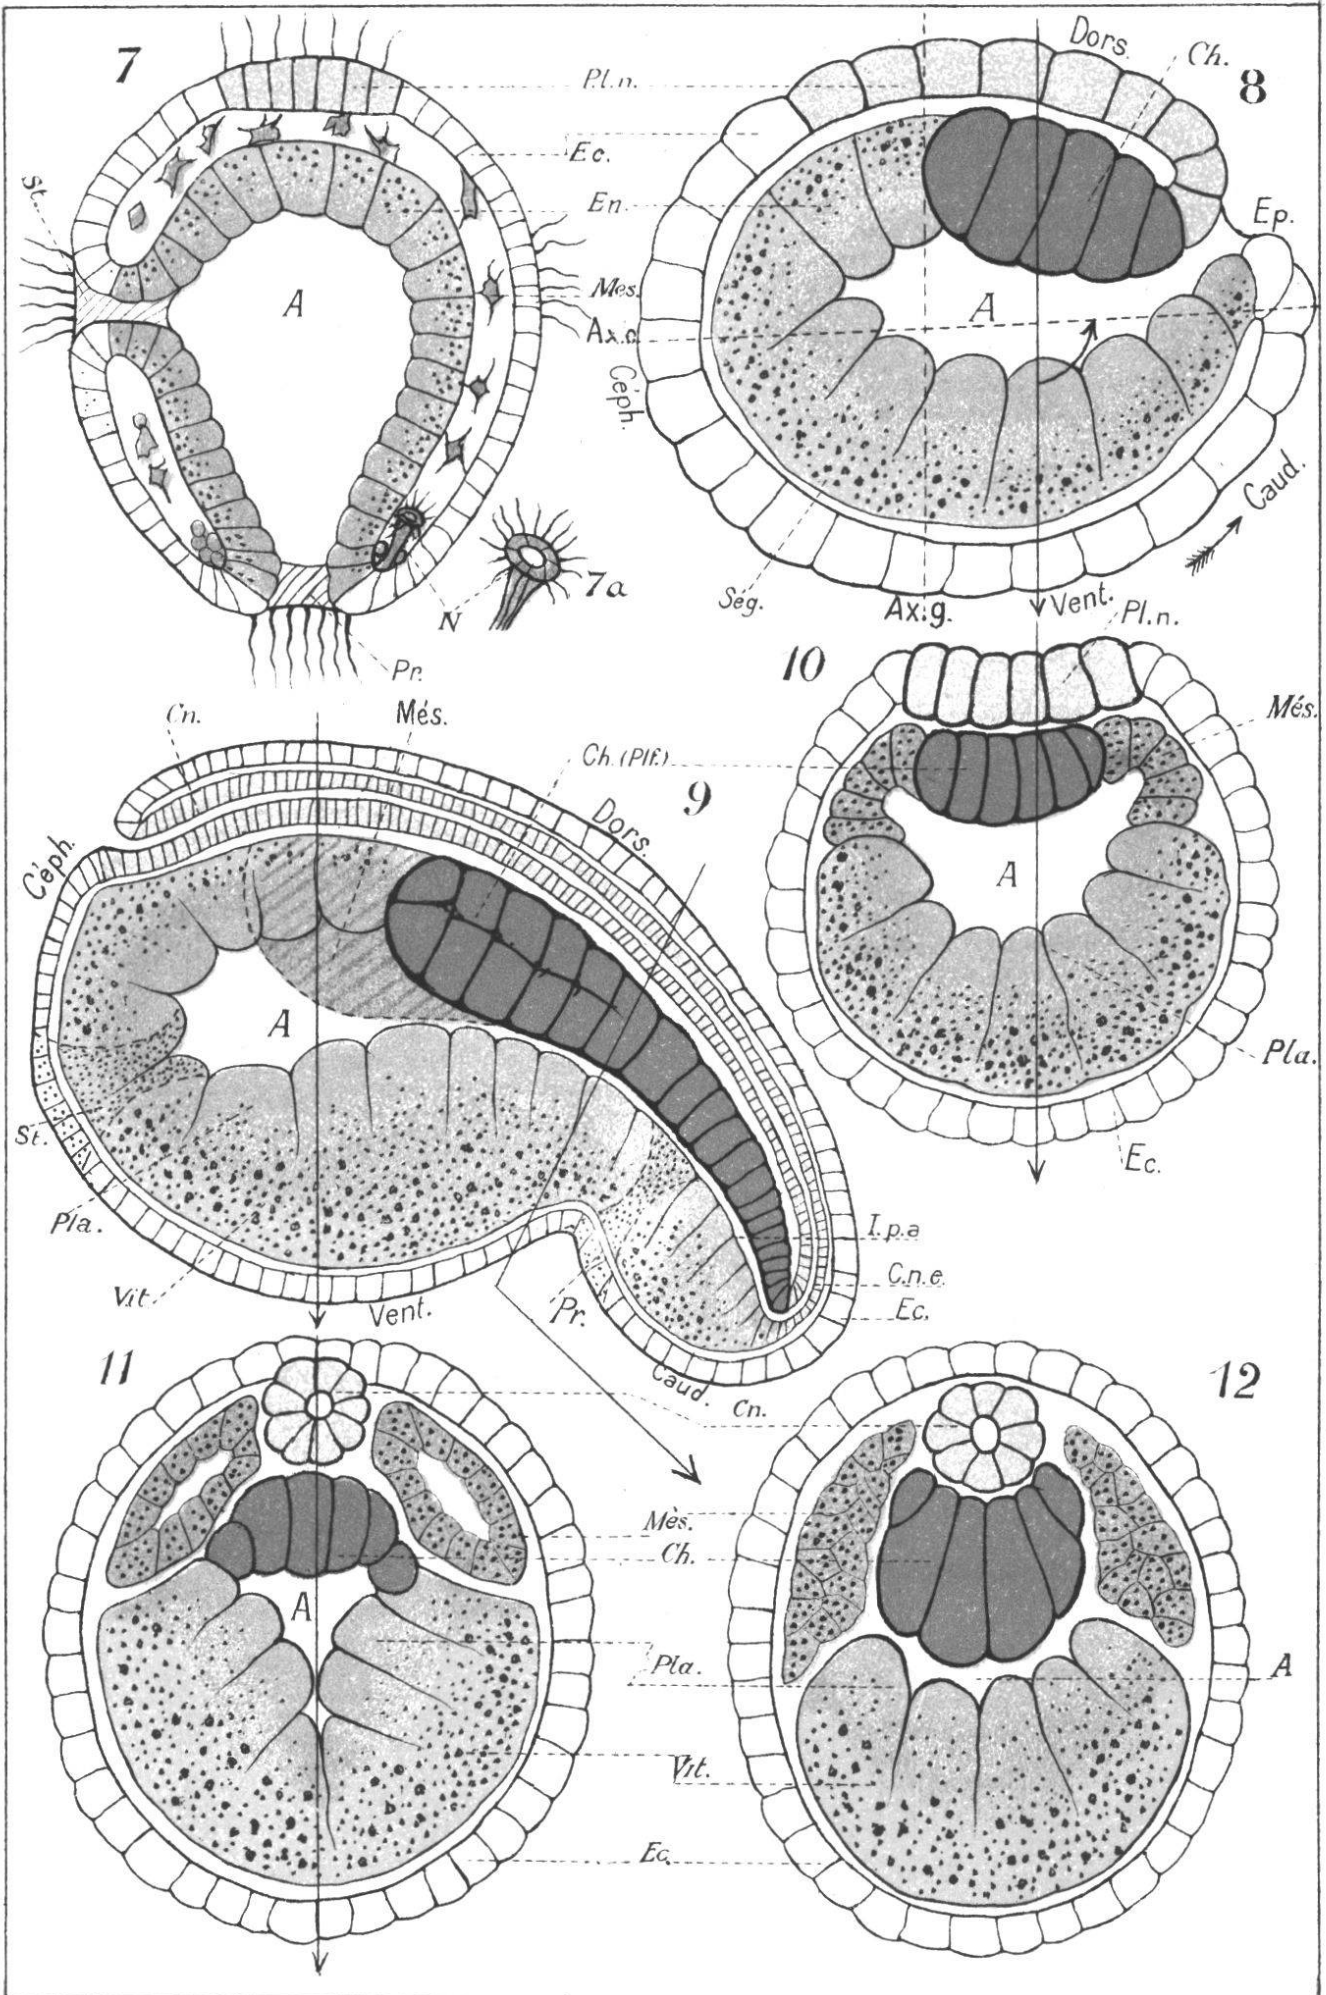 7
Pl.n.
Dors.
Ch.
8
Ec.
St.
En.
Ep.
A
A
Més.
Ax.c.
Céph.
Caud.
7a
N
Seg.
Ax.g.
Vent.
Pl.n.
Pr.
10
Cn.
Més.
Més.
Ch. (Plf.)
9
Dors.
Céph.
A
A
Pla.
St.
Ec.
Pla.
I.p.a
Vit.
C.n.e.
Vent.
Pr.
Ec.
11
Caud.
Cn.
12
Mès.
Ch.
A
Pla.
A
Vit.
Ec.